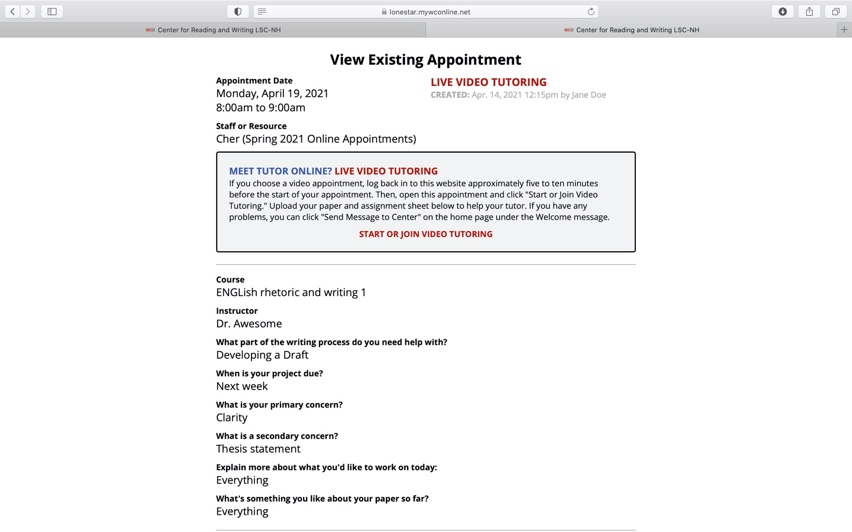 lonestar.mywconline.net
WCO Center for Reading and Writing LSC-NH
WCO Center for Reading and Writing LSC-NH
View Existing Appointment
Appointment Date
Monday, April 19, 2021
8:00am to 9:00am
LIVE VIDEO TUTORING
CREATED: Apr. 14, 2021 12:15pm by Jane Doe
Staff or Resource
Cher (Spring 2021 Online Appointments)
MEET TUTOR ONLINE? LIVE VIDEO TUTORING
If you choose a video appointment, log back in to this website approximately five to ten minutes
before the start of your appointment. Then, open this appointment and click "Start or Join Video
Tutoring." Upload your paper and assignment sheet below to help your tutor. If you have any
problems, you can click "Send Message to Center" on the home page under the Welcome message.
START OR JOIN VIDEO TUTORING
Course
ENGLish rhetoric and writing 1
Instructor
Dr. Awesome
What part of the writing process do you need help with?
Developing a Draft
When is your project due?
Next week
What is your primary concern?
Clarity
What is a secondary concern?
Thesis statement
Explain more about what you'd like to work on today:
Everything
What's something you like about your paper so far?
Everything